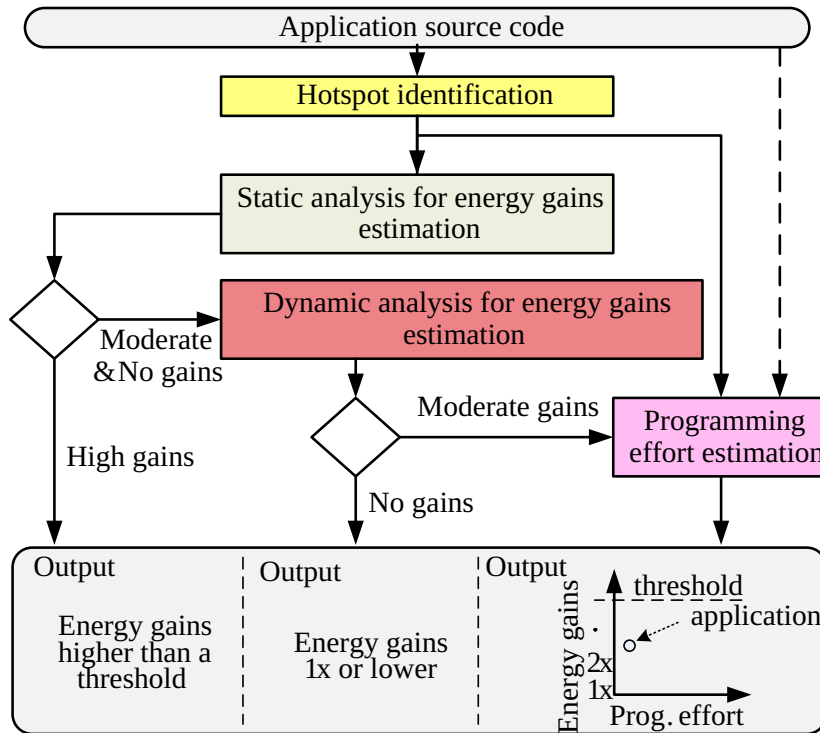 Application source code
Hotspot identification
Static analysis for energy gains
estimation
Dynamic analysis for energy gains
estimation
Moderate
&No gains
Moderate gains
Programming
effort estimation
High gains
No gains
Output
Energy gains
higher than a
threshold
Output
Energy gains
1x or lower
Output
threshold
application
Energy gains
.
2x
1x
Prog. effort